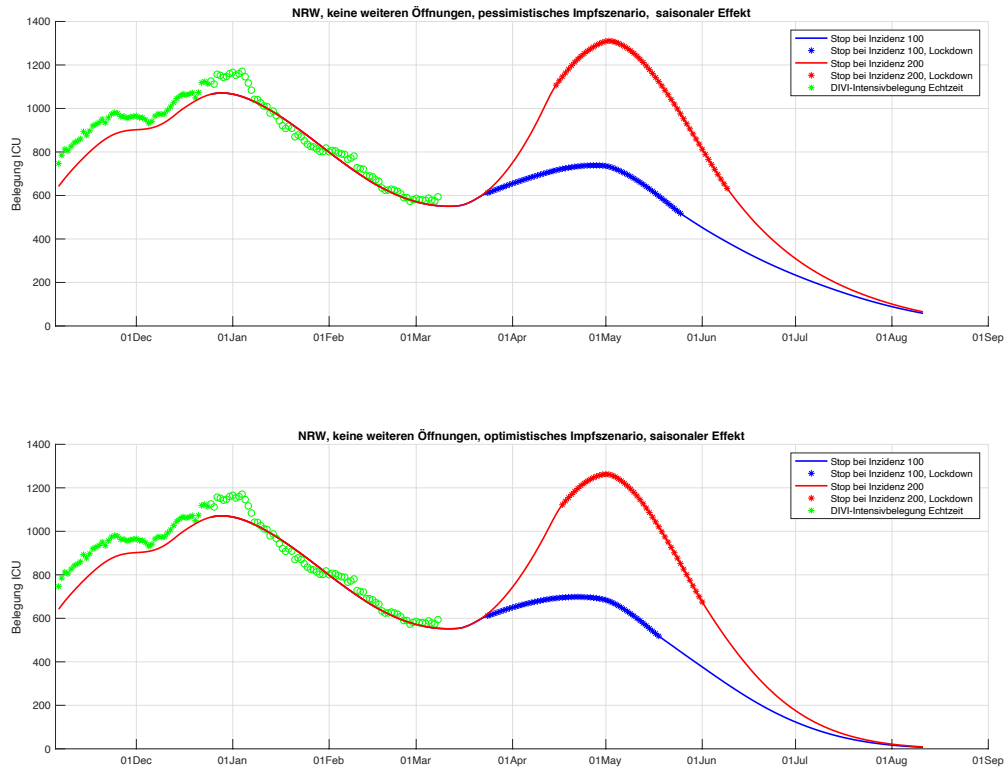 NRW, keine weiteren Öffnungen, pessimistisches Impfszenario,  saisonaler Effekt
1400
1200
1000
800
600
400
200
0
Belegung ICU
01Dec
01Jan
01Feb
01Mar
01Apr
01May
01Jun
01Jul
01Aug
01Sep
Stop bei Inzidenz 100
Stop bei Inzidenz 100, Lockdown
Stop bei Inzidenz 200
Stop bei Inzidenz 200, Lockdown
DIVI-Intensivbelegung Echtzeit
NRW, keine weiteren Öffnungen, optimistisches Impfszenario, saisonaler Effekt
1400
1200
1000
800
600
400
200
0
Belegung ICU
01Dec
01Jan
01Feb
01Mar
01Apr
01May
01Jun
01Jul
01Aug
01Sep
Stop bei Inzidenz 100
Stop bei Inzidenz 100, Lockdown
Stop bei Inzidenz 200
Stop bei Inzidenz 200, Lockdown
DIVI-Intensivbelegung Echtzeit